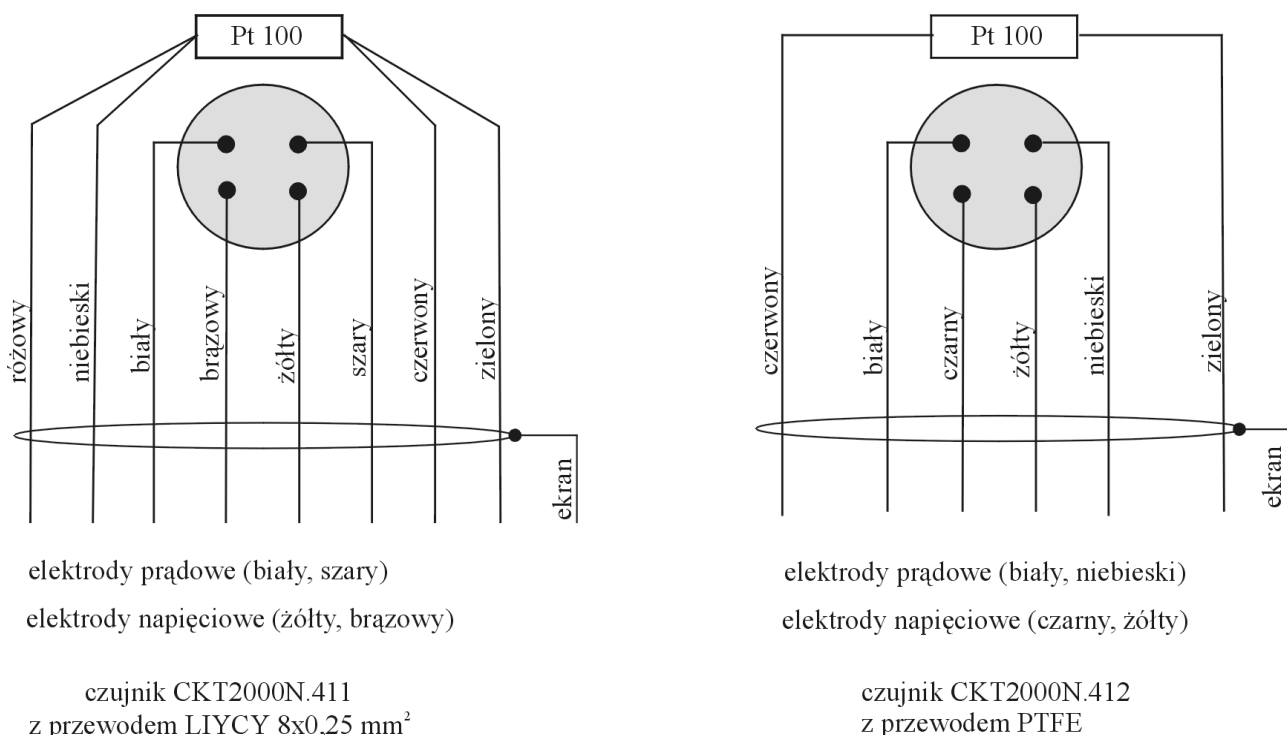 Pt 100
różowy
niebieski
biały
brązowy
żółty
szary
czerwony
zielony
ekran
elektrody prądowe (biały, szary)
elektrody napięciowe (żółty, brązowy)
czujnik CKT2000N.411
z przewodem LIYCY 8x0,25 mm²
Pt 100
czerwony
biały
czarny
żółty
niebieski
zielony
ekran
elektrody prądowe (biały, niebieski)
elektrody napięciowe (czarny, żółty)
czujnik CKT2000N.412
z przewodem PTFE